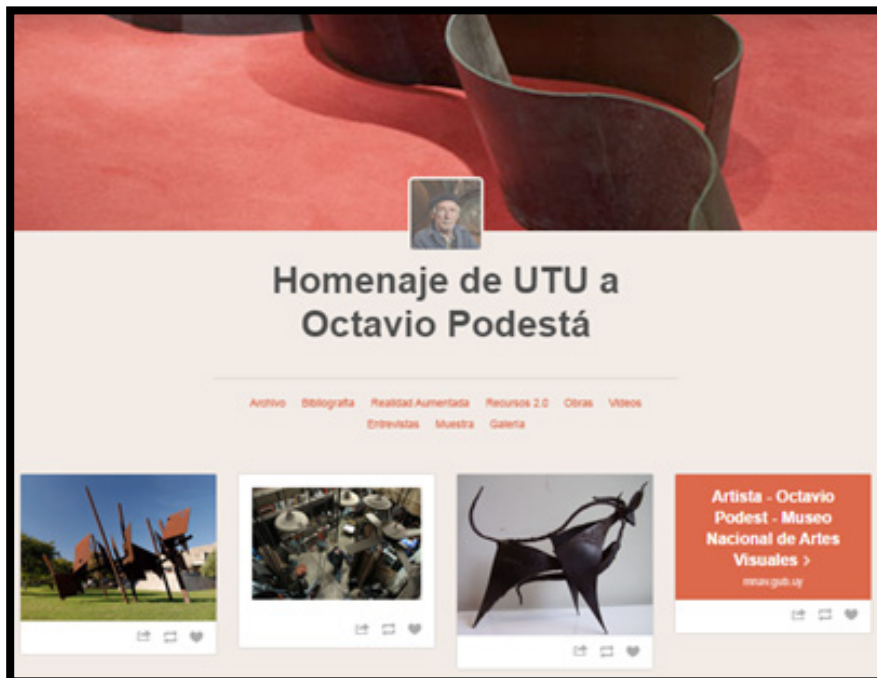 Homenaje de UTU a
Octavio Podestá
Archivo Bibliografia Realidad Aumentada Recursos 2.0 Obras Videos
Entrevistas Muestra Galeria
Artista - Octavio
Podest - Museo
Nacional de Artes
Visuales >
mnav.gub.uy